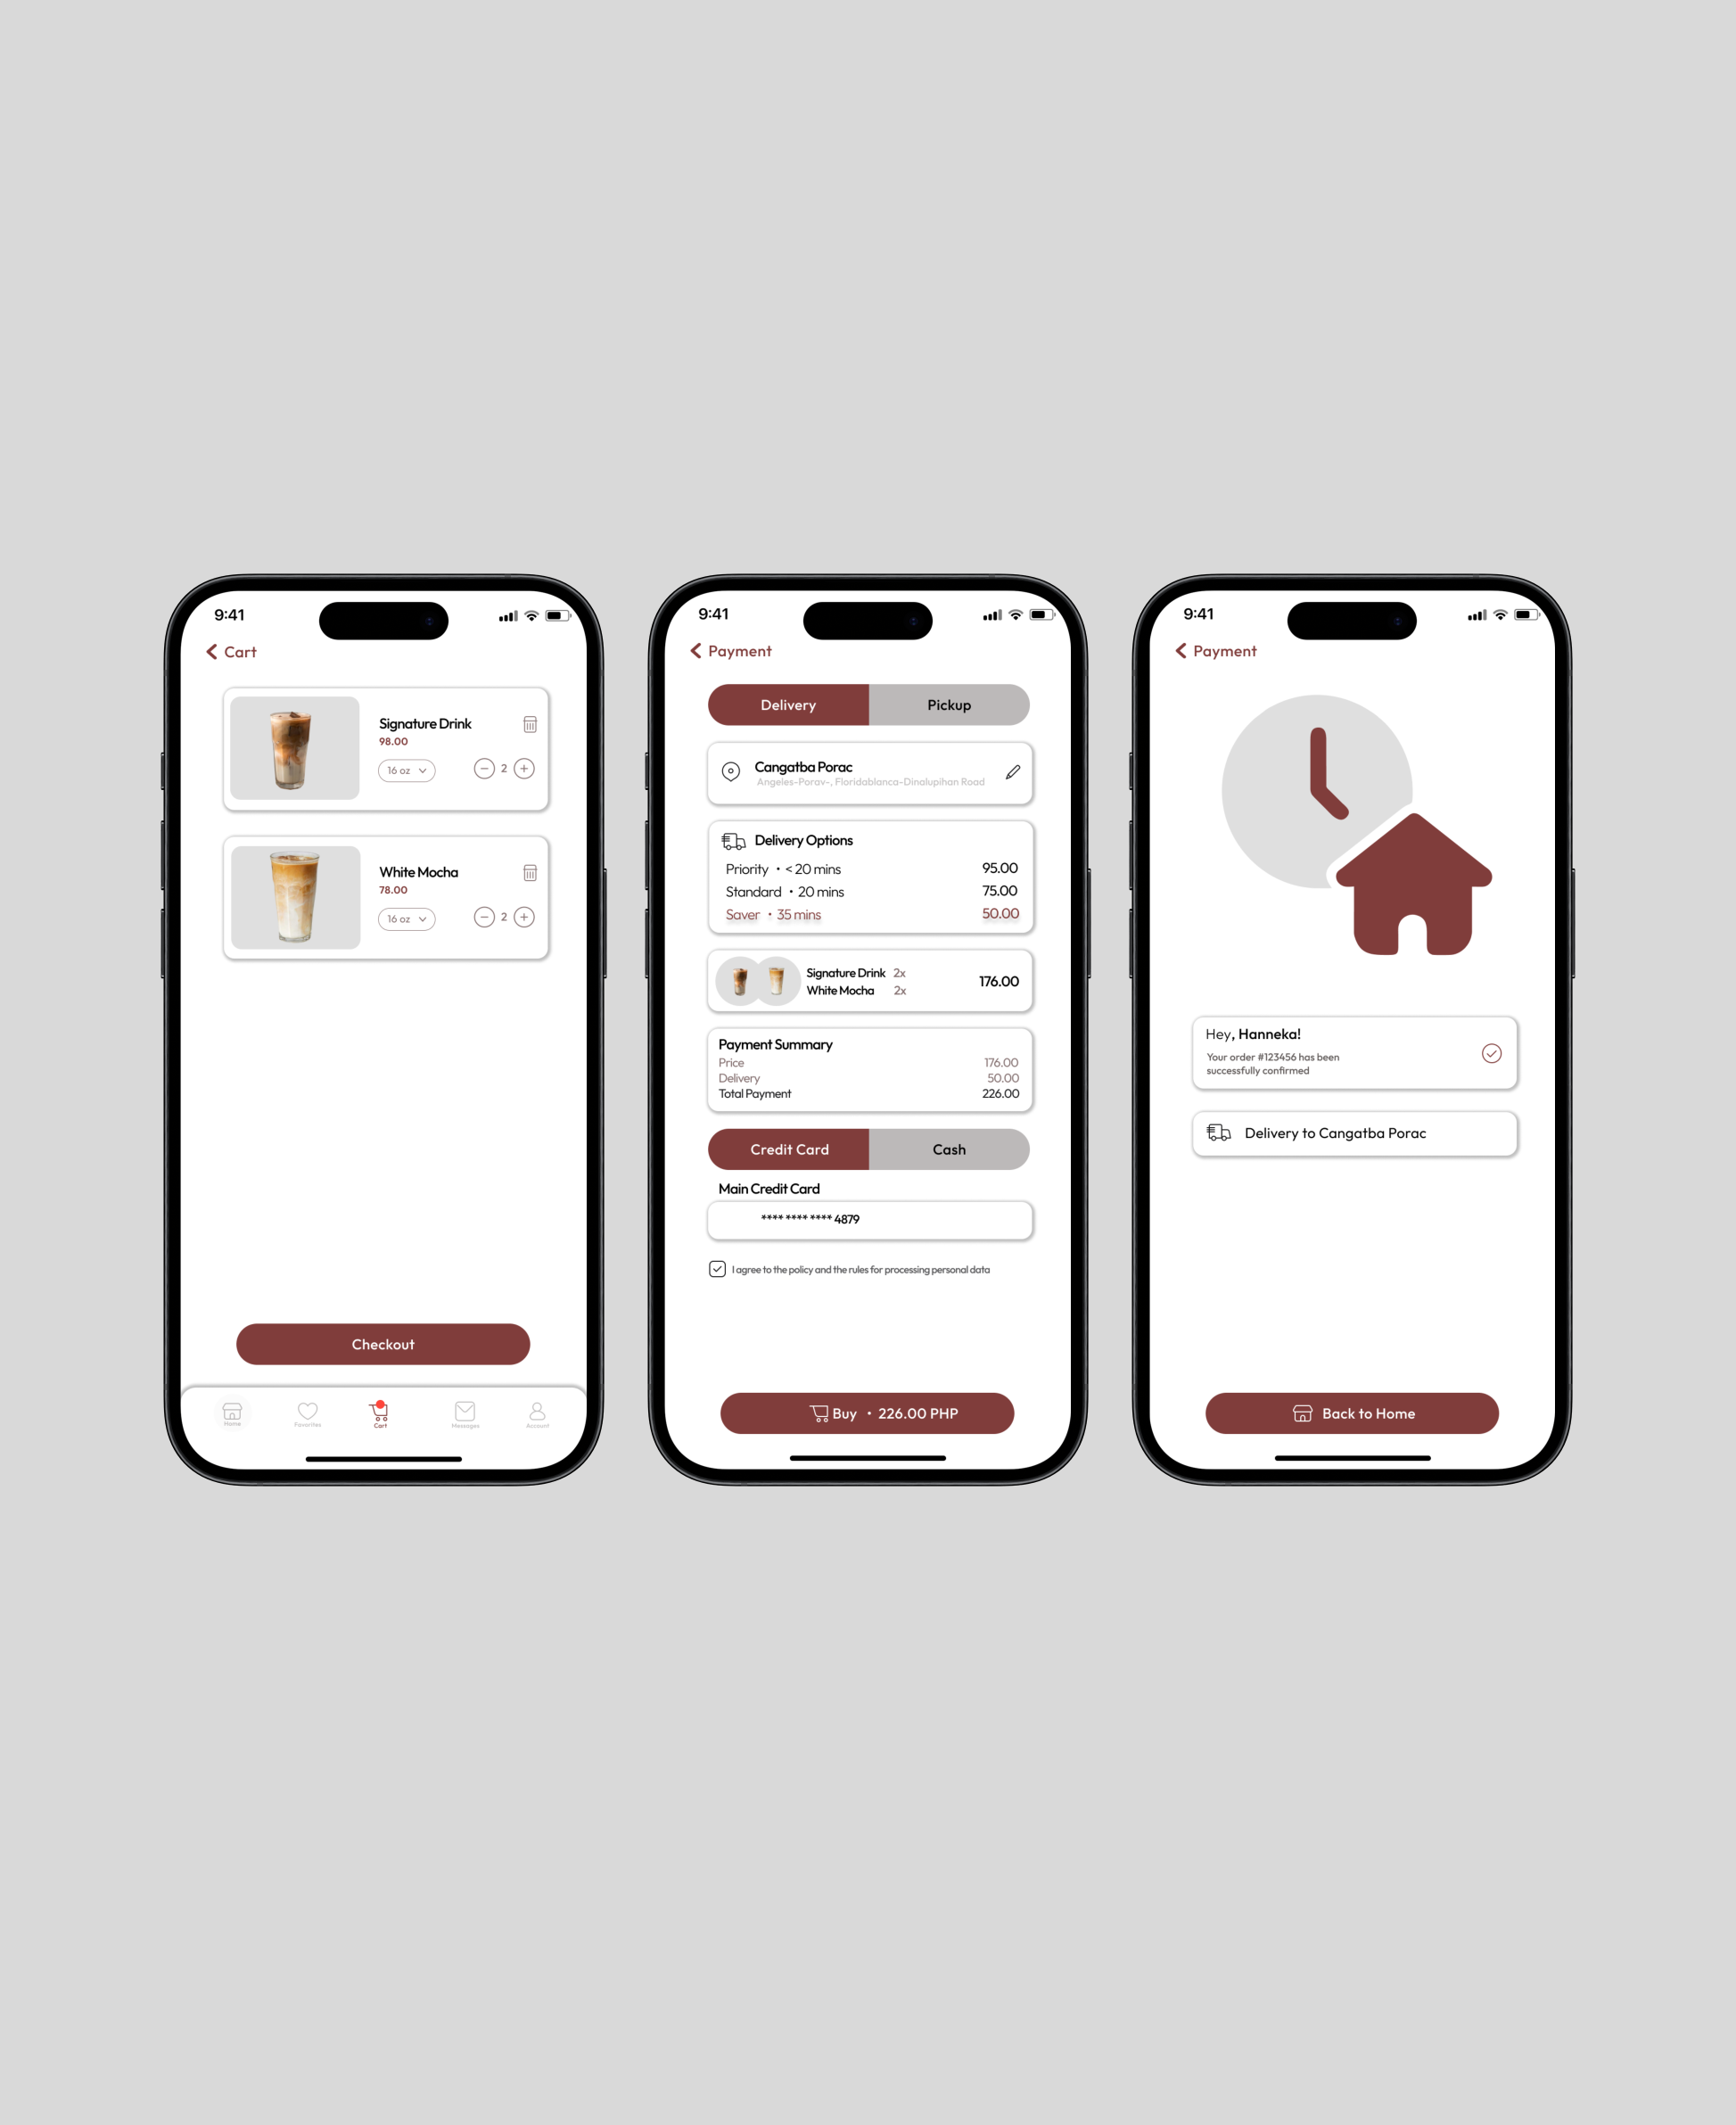 9:41
Cart
Signature Drink
98.00
16 oz
2
White Mocha
78.00
16 oz
2
Checkout
Home
Favorites
Cart
Messages
Account
9:41
Payment
Delivery
Pickup
Cangatba Porac
Angeles-Porav-, Floridablanca-Dinalupihan Road
Delivery Options
Priority • < 20 mins 95.00
Standard • 20 mins 75.00
Saver • 35 mins 50.00
Signature Drink 2x
White Mocha 2x
176.00
Payment Summary
Price 176.00
Delivery 50.00
Total Payment 226.00
Credit Card
Cash
Main Credit Card
**** **** **** 4879
I agree to the policy and the rules for processing personal data
Buy • 226.00 PHP
9:41
Payment
Hey, Hanneka!
Your order #123456 has been
successfully confirmed
Delivery to Cangatba Porac
Back to Home